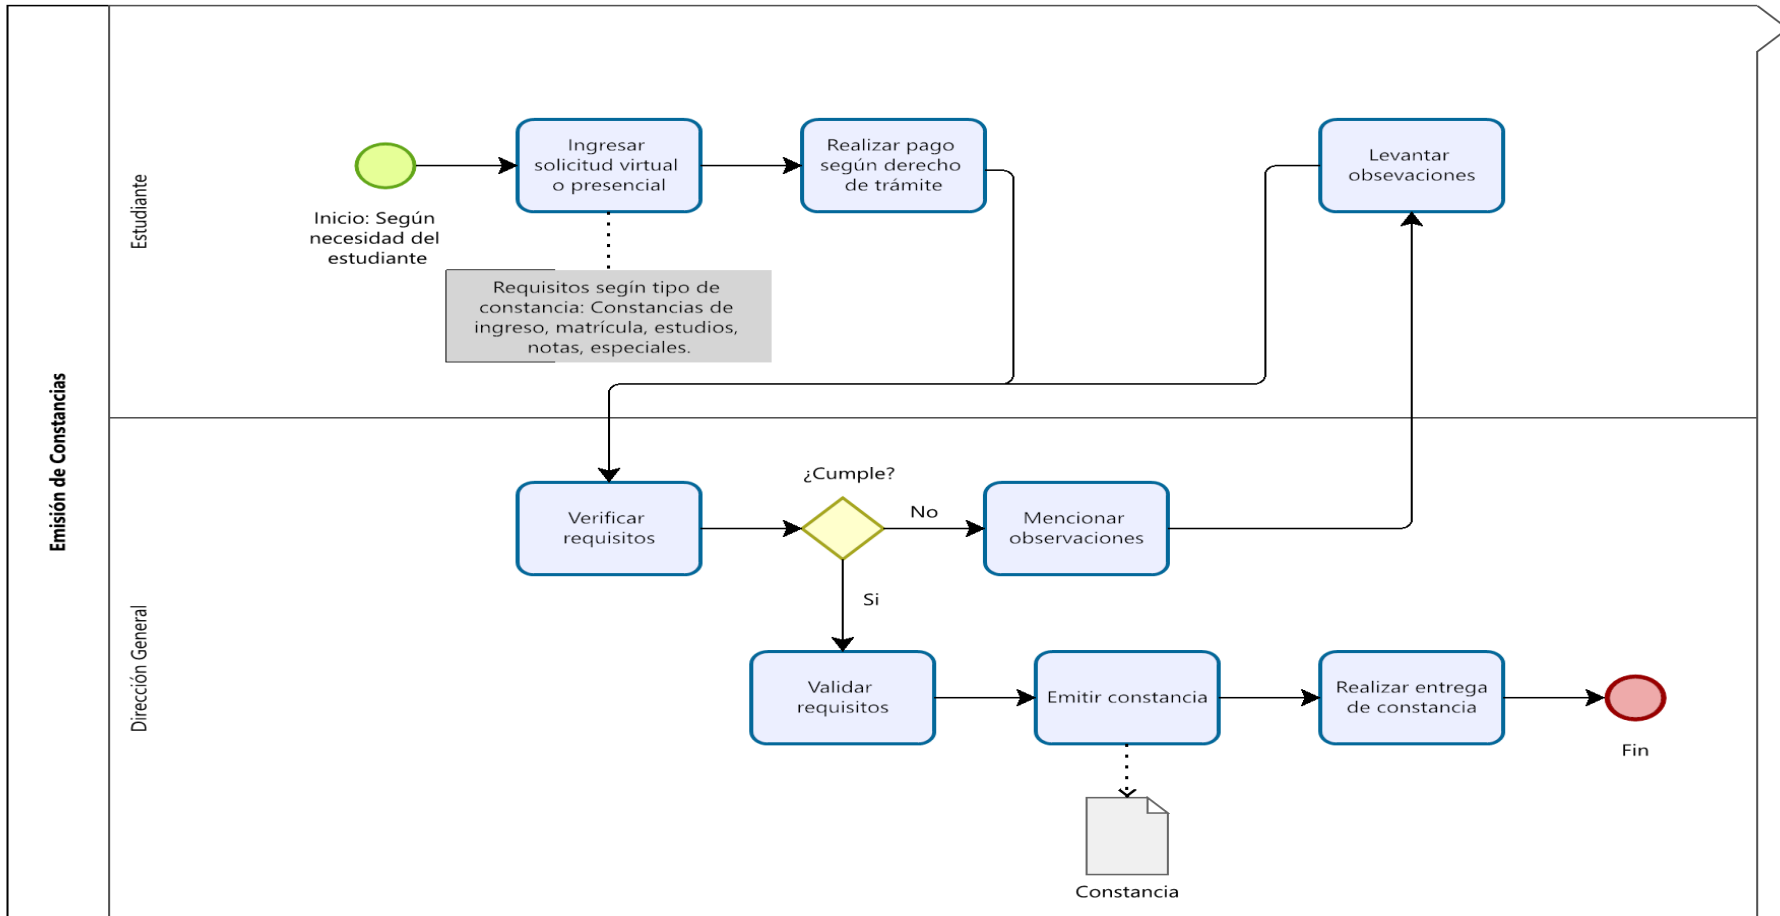 Emisión de Constancias
Estudiante
Inicio: Según
necesidad del
estudiante
Ingresar
solicitud virtual
o presencial
Realizar pago
según derecho
de trámite
Levantar
obsevaciones
Requisitos segín tipo de
constancia: Constancias de
ingreso, matrícula, estudios,
notas, especiales.
Dirección General
Verificar
requisitos
¿Cumple?
No
Si
Mencionar
observaciones
Validar
requisitos
Emitir constancia
Realizar entrega
de constancia
Fin
Constancia